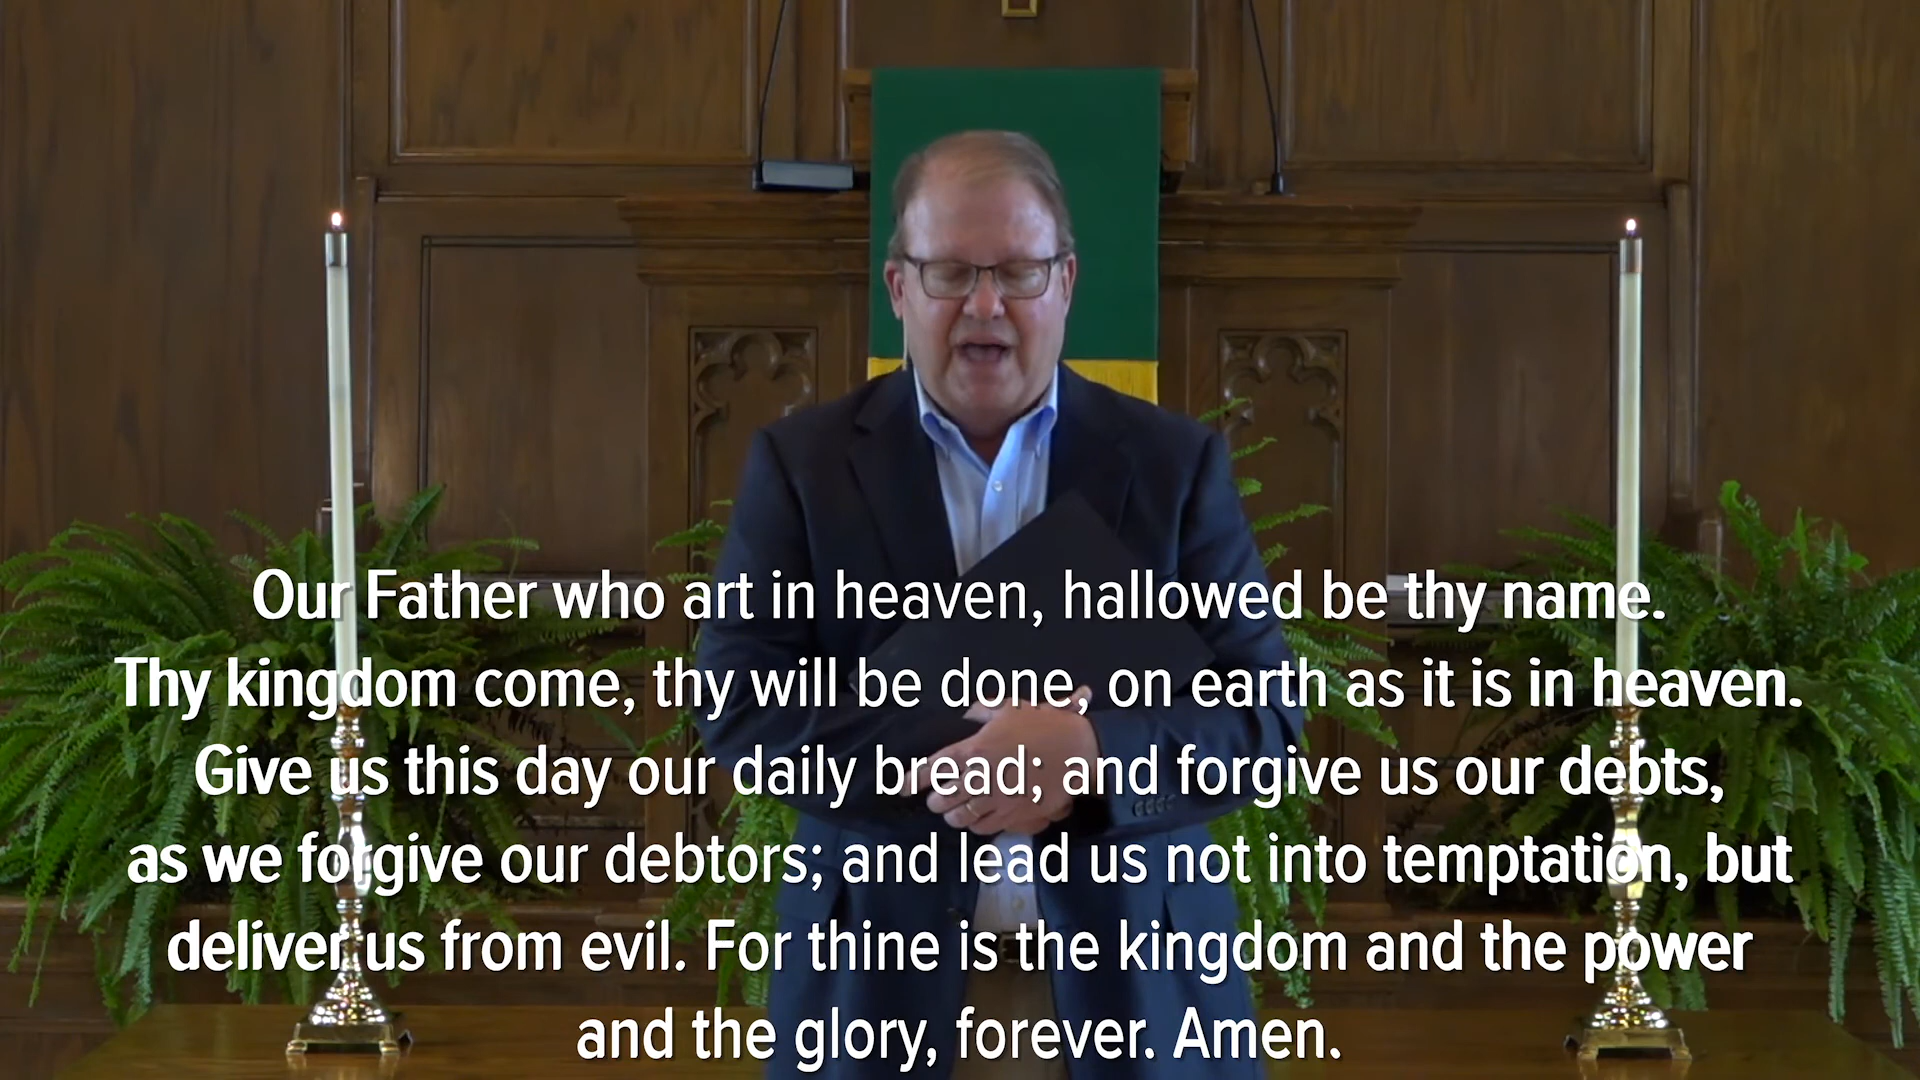 Our Father who art in heaven, hallowed be thy name.
Thy kingdom come, thy will be done, on earth as it is in heaven.
Give us this day our daily bread; and forgive us our debts,
as we forgive our debtors; and lead us not into temptation, but
deliver us from evil. For thine is the kingdom and the power
and the glory, forever. Amen.